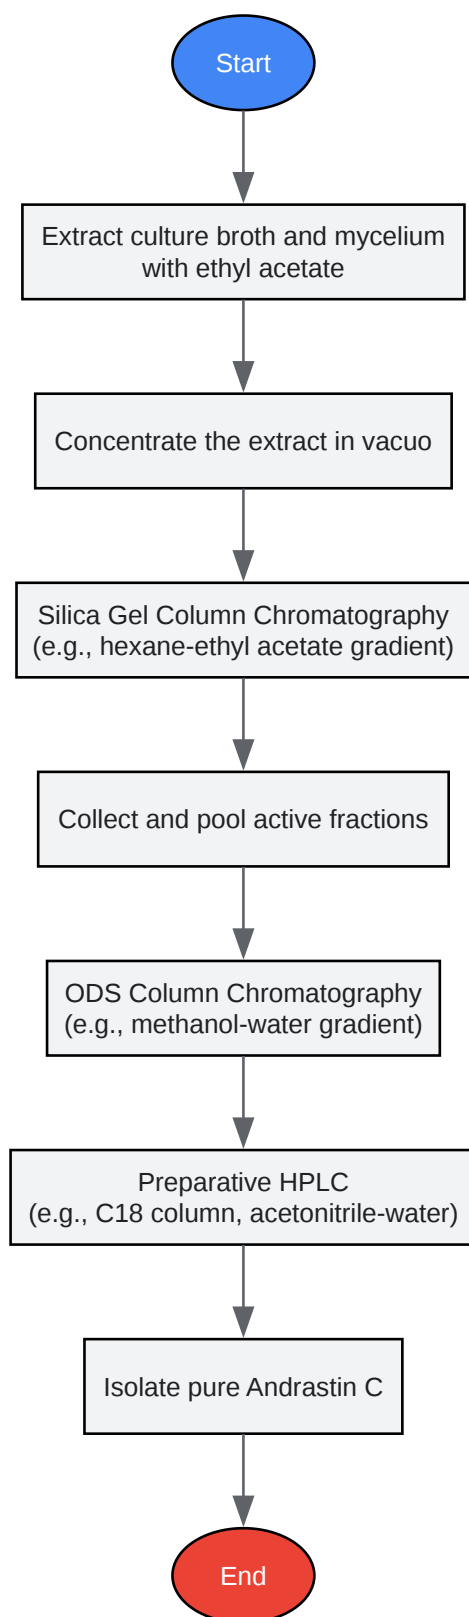 Start
Extract culture broth and mycelium
with ethyl acetate
Concentrate the extract in vacuo
Silica Gel Column Chromatography
(e.g., hexane-ethyl acetate gradient)
Collect and pool active fractions
ODS Column Chromatography
(e.g., methanol-water gradient)
Preparative HPLC
(e.g., C18 column, acetonitrile-water)
Isolate pure Andrastin C
End